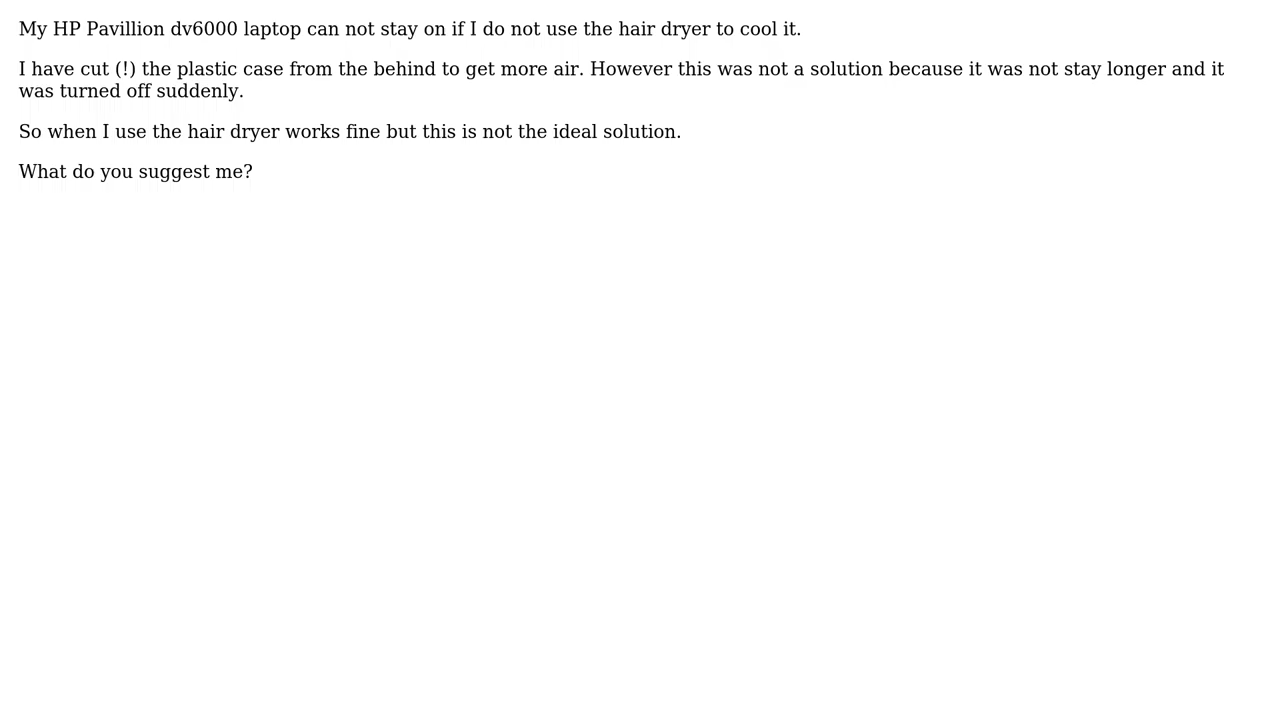 My HP Pavillion dv6000 laptop can not stay on if I do not use the hair dryer to cool it.
I have cut (!) the plastic case from the behind to get more air. However this was not a solution because it was not stay longer and it
was turned off suddenly.
So when I use the hair dryer works fine but this is not the ideal solution.
What do you suggest me?